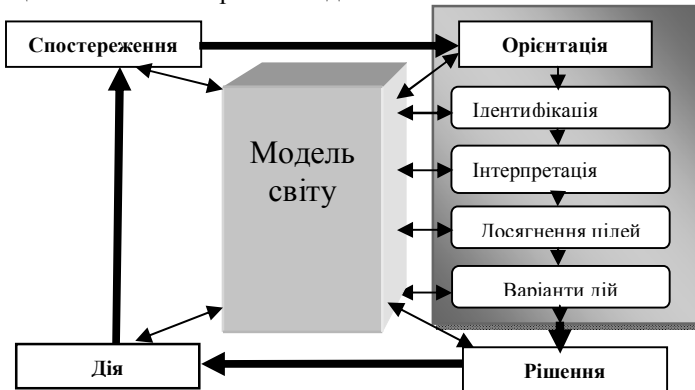 Спостереження
Орієнтація
Ідентифікація
Модель
світу
Інтерпретація
Досягнення цілей
Варіанти дій
Дія
Рішення